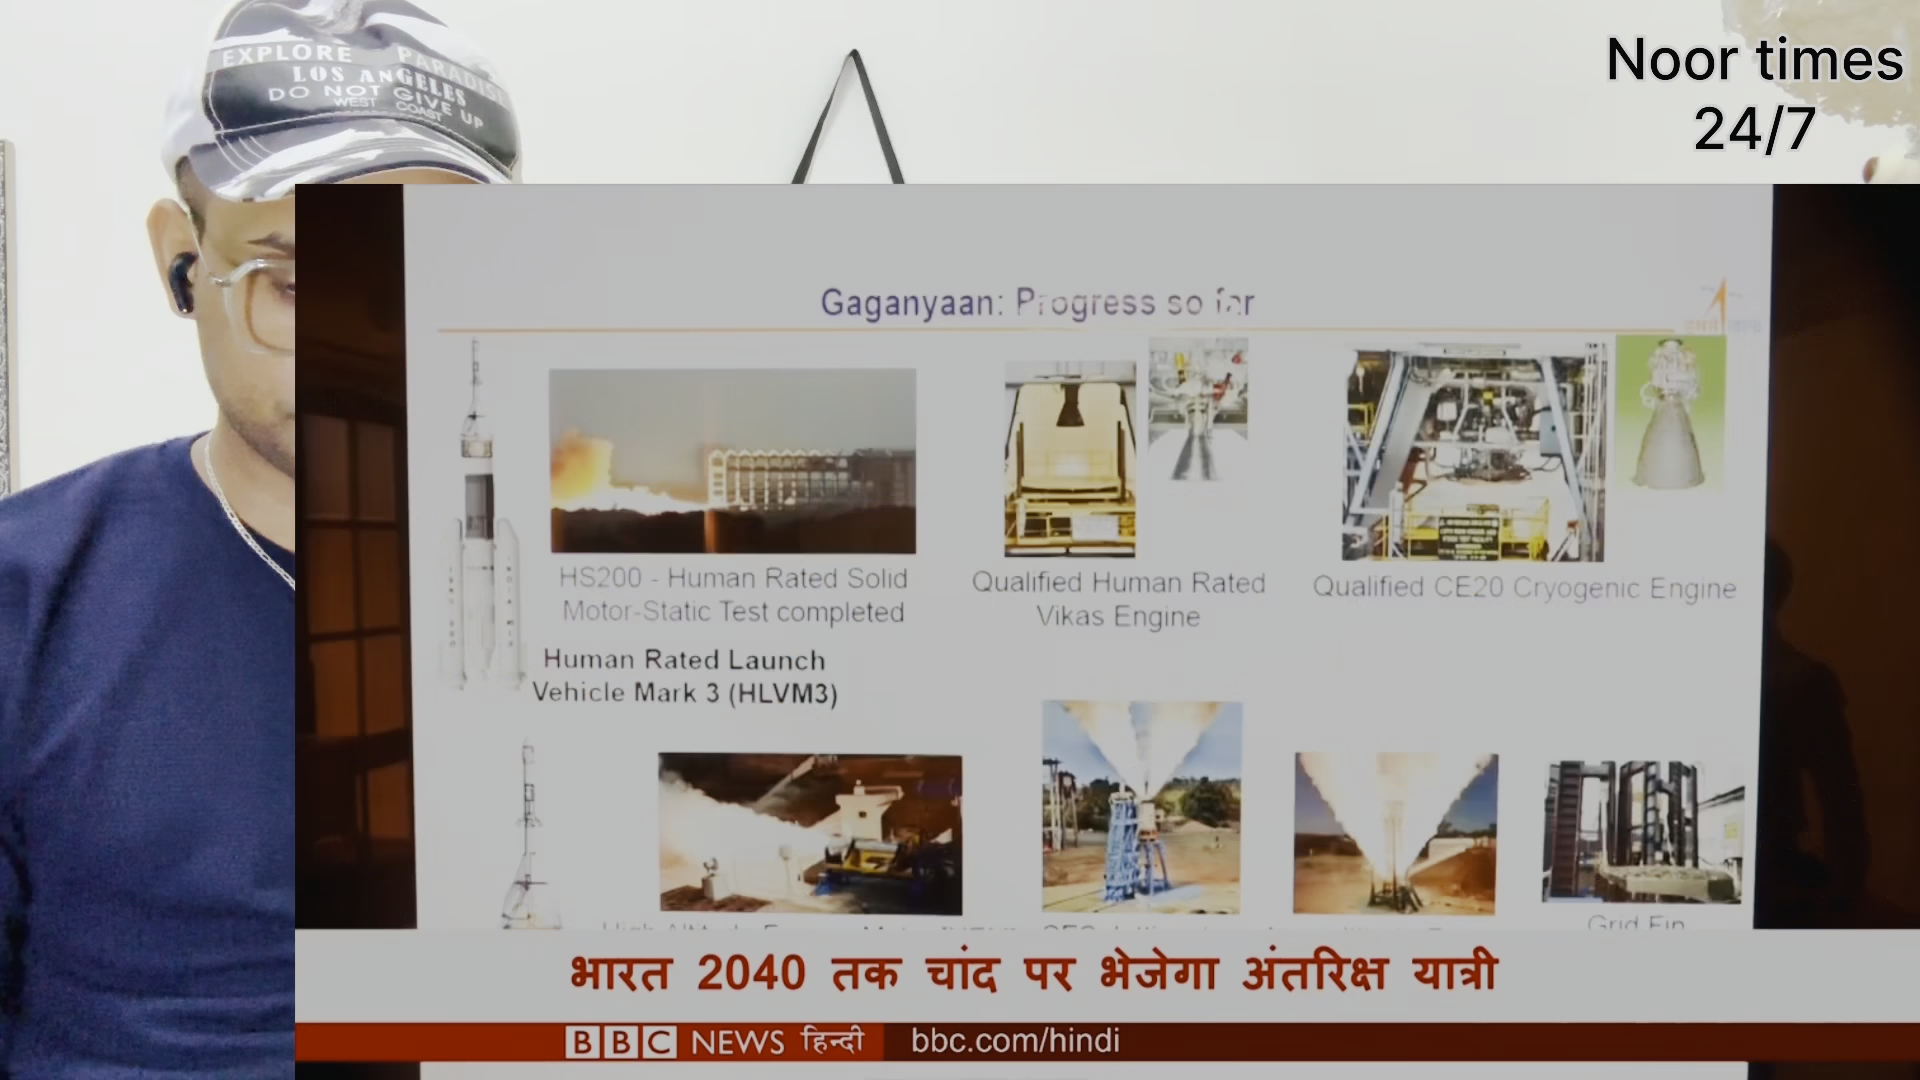 EXPLORE PARADISE
LOS ANGELES
DO NOT GIVE UP
WEST COAST
Noor times
24/7
Gaganyaan: Progress so far
HS200 - Human Rated Solid
Motor-Static Test completed
Qualified Human Rated
Vikas Engine
Qualified CE20 Cryogenic Engine
Human Rated Launch
Vehicle Mark 3 (HLVM3)
Grid Fin
भारत 2040 तक चांद पर भेजेगा अंतरिक्ष यात्री
BBC NEWS हिन्दी
bbc.com/hindi